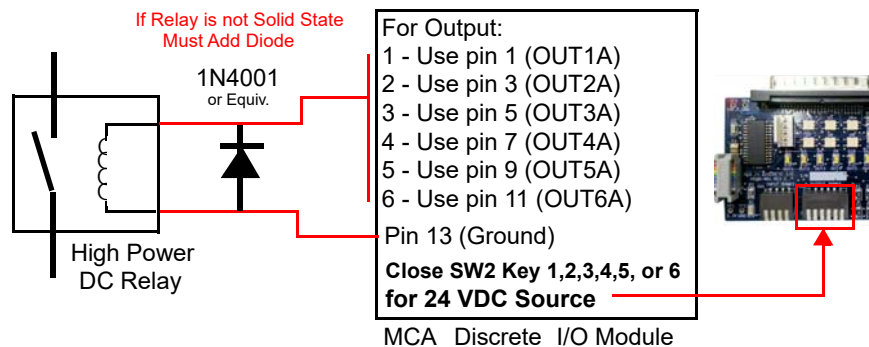 If Relay is not Solid State
Must Add Diode
1N4001
or Equiv.
High Power
DC Relay
For Output:
1 - Use pin 1 (OUT1A)
2 - Use pin 3 (OUT2A)
3 - Use pin 5 (OUT3A)
4 - Use pin 7 (OUT4A)
5 - Use pin 9 (OUT5A)
6 - Use pin 11 (OUT6A)
Pin 13 (Ground)
Close SW2 Key 1,2,3,4,5, or 6
for 24 VDC Source
MCA Discrete I/O Module